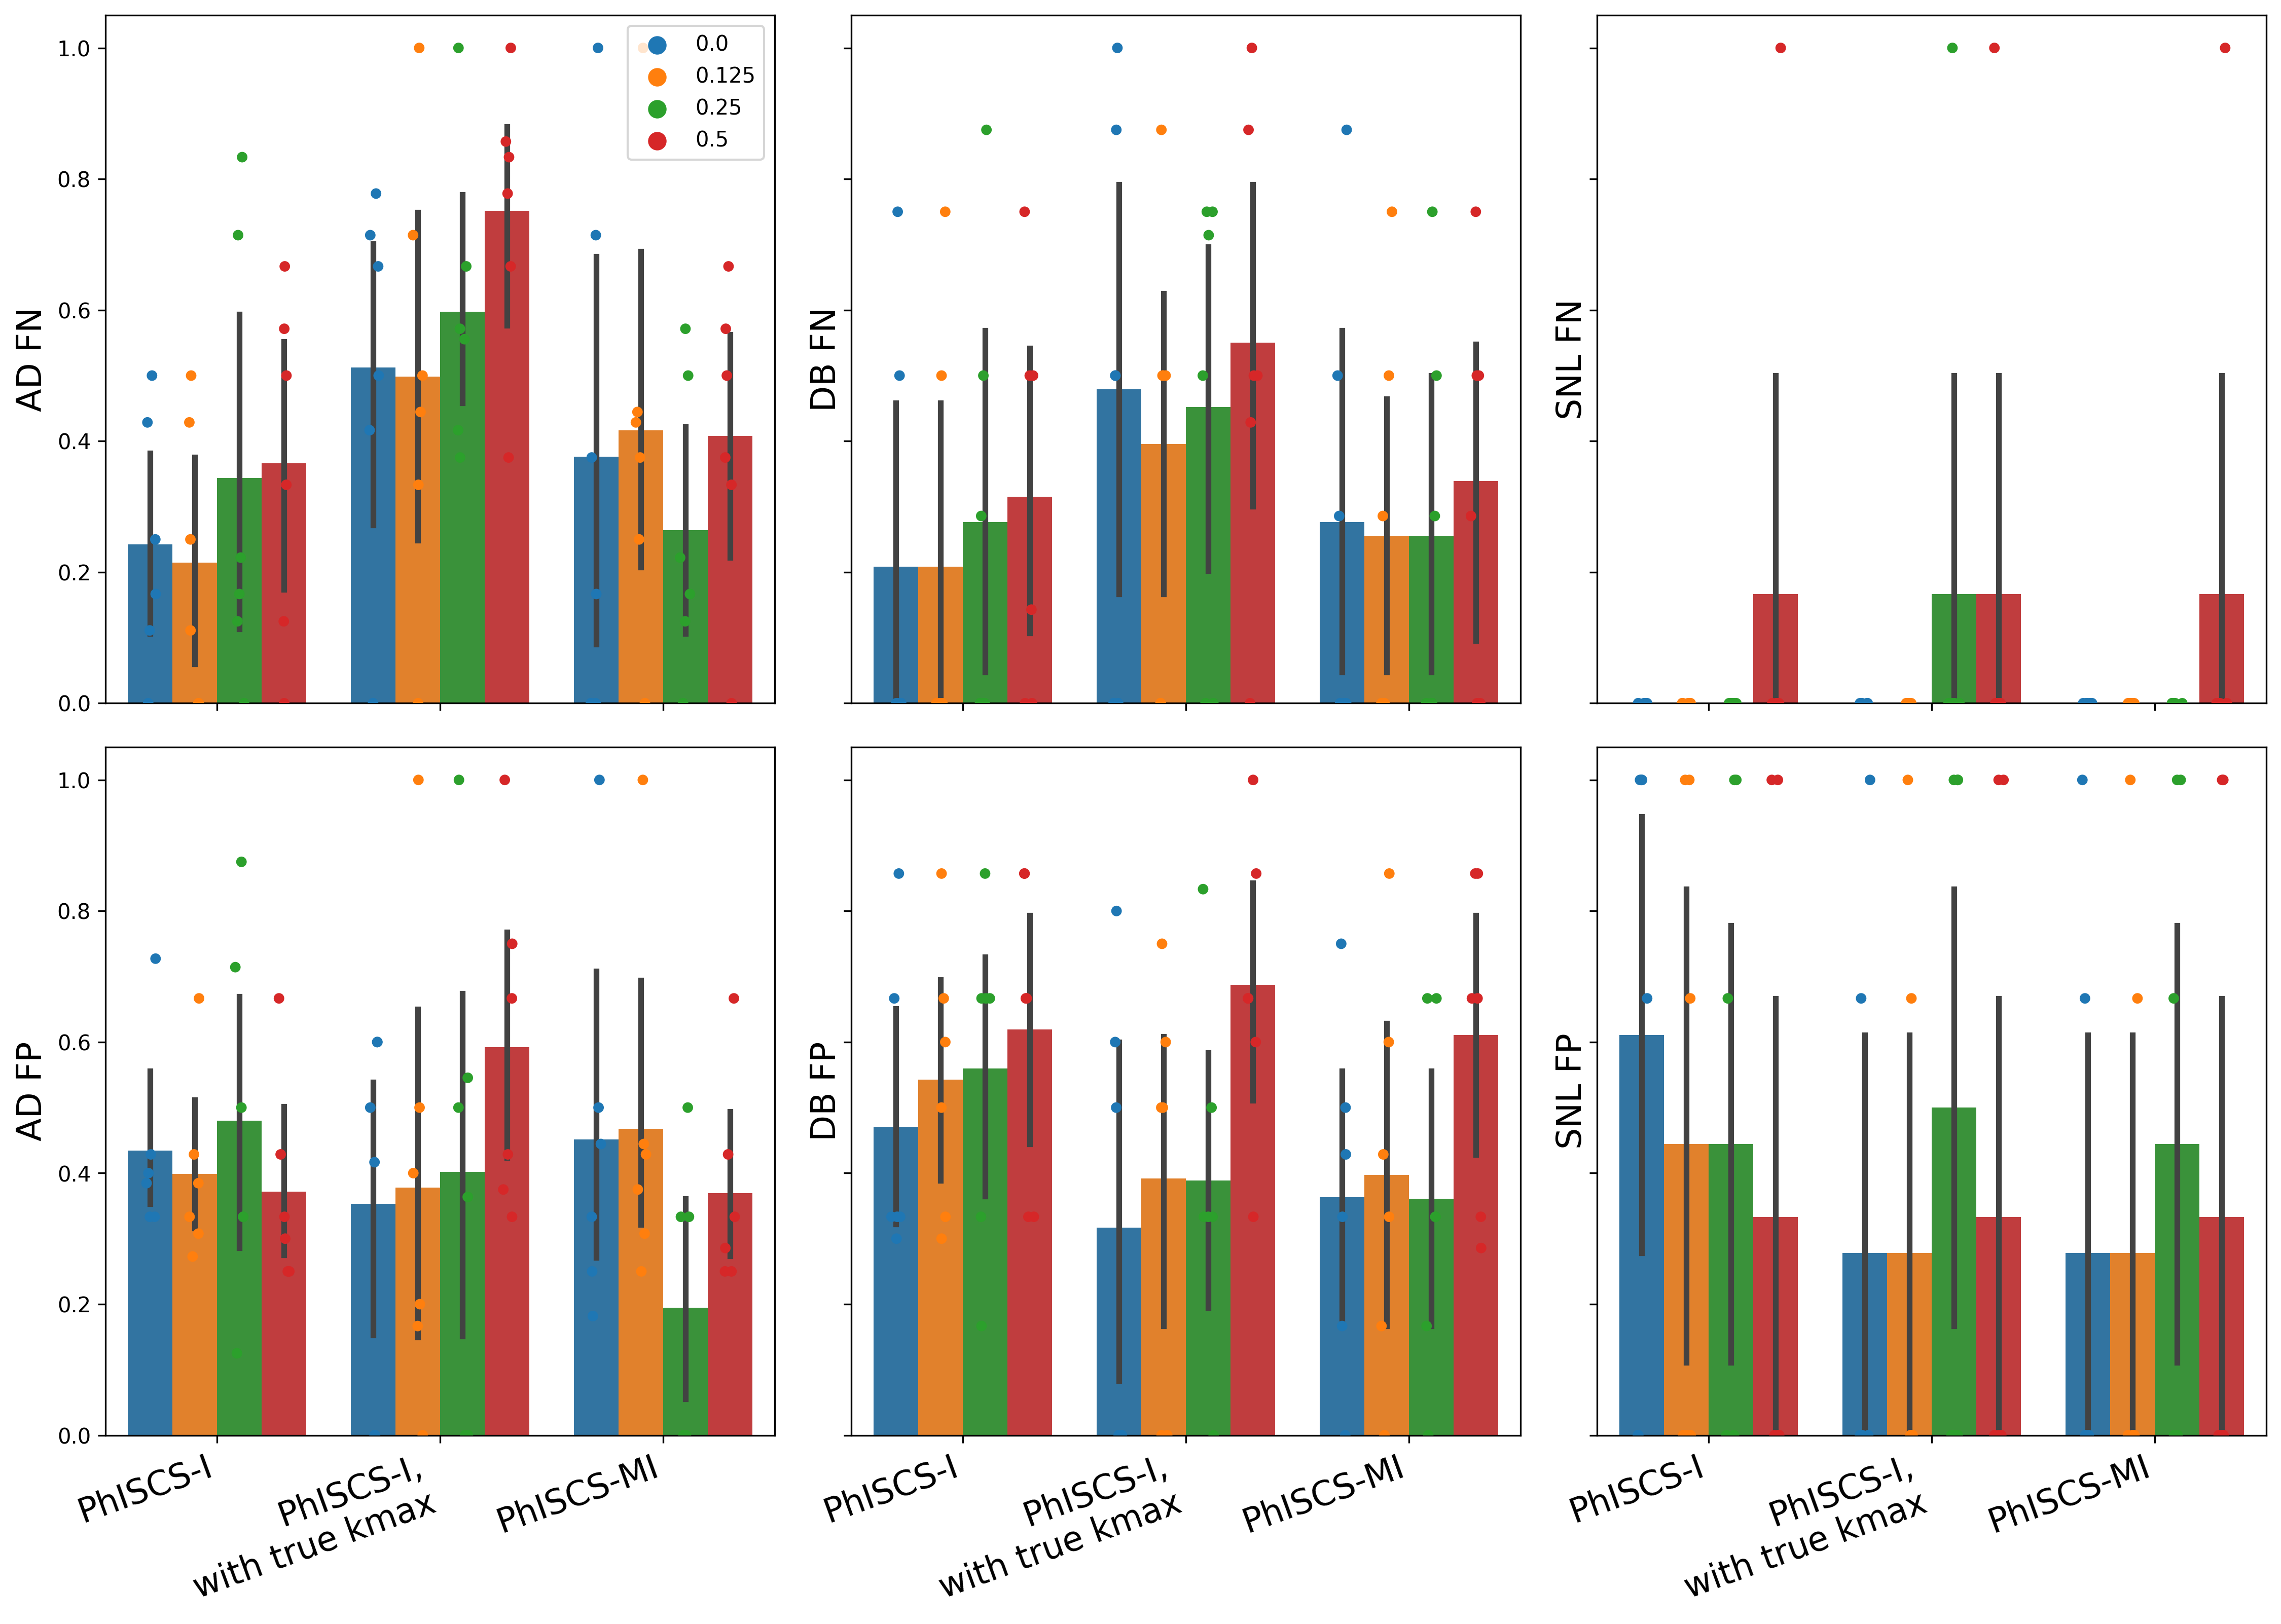 AD FN
1.0
0.8
0.6
0.4
0.2
0.0
0.0
0.125
0.25
0.5
DB FN
SNL FN
AD FP
1.0
0.8
0.6
0.4
0.2
0.0
DB FP
SNL FP
PhISCS-I
PhISCS-I,
with true kmax
PhISCS-MI
PhISCS-I
PhISCS-I,
with true kmax
PhISCS-MI
PhISCS-I
PhISCS-I,
with true kmax
PhISCS-MI